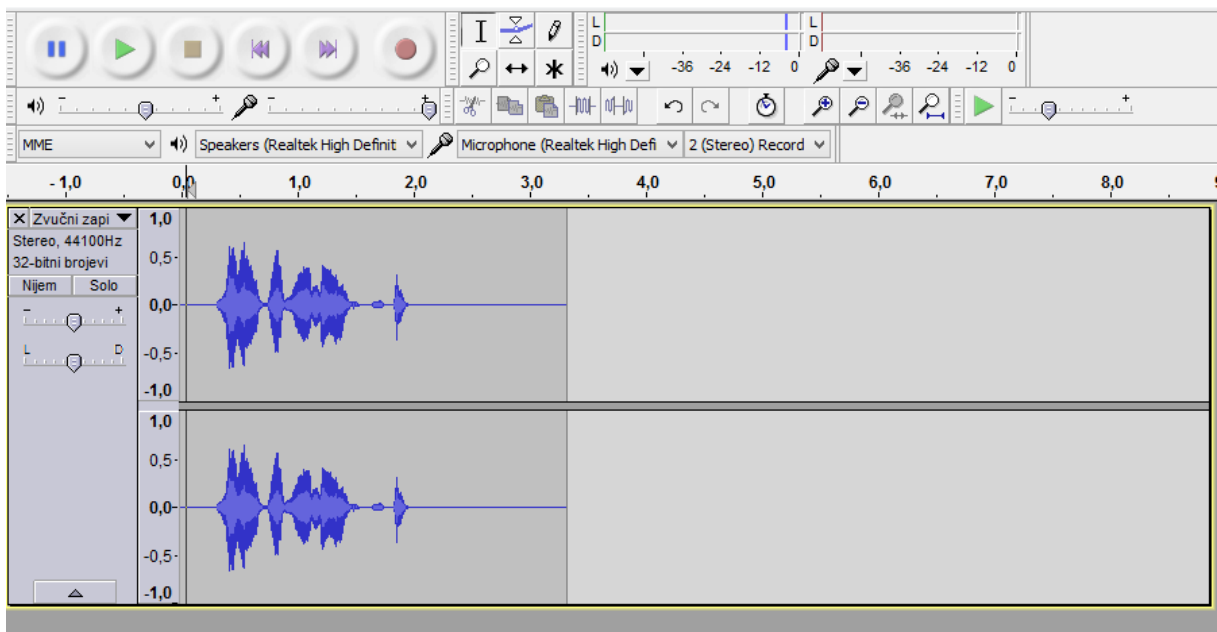 L
D
-36 -24 -12 0
L
D
-36 -24 -12 0
- +
- +
- +
MME
Speakers (Realtek High Definit
Microphone (Realtek High Defi
2 (Stereo) Record
- 1,0 0,0 1,0 2,0 3,0 4,0 5,0 6,0 7,0 8,0
X Zvučni zapi
Stereo, 44100Hz
32-bitni brojevi
Nijem Solo
- +
L D
1,0
0,5-
0,0-
-0,5-
-1,0
1,0
0,5-
0,0-
-0,5-
-1,0